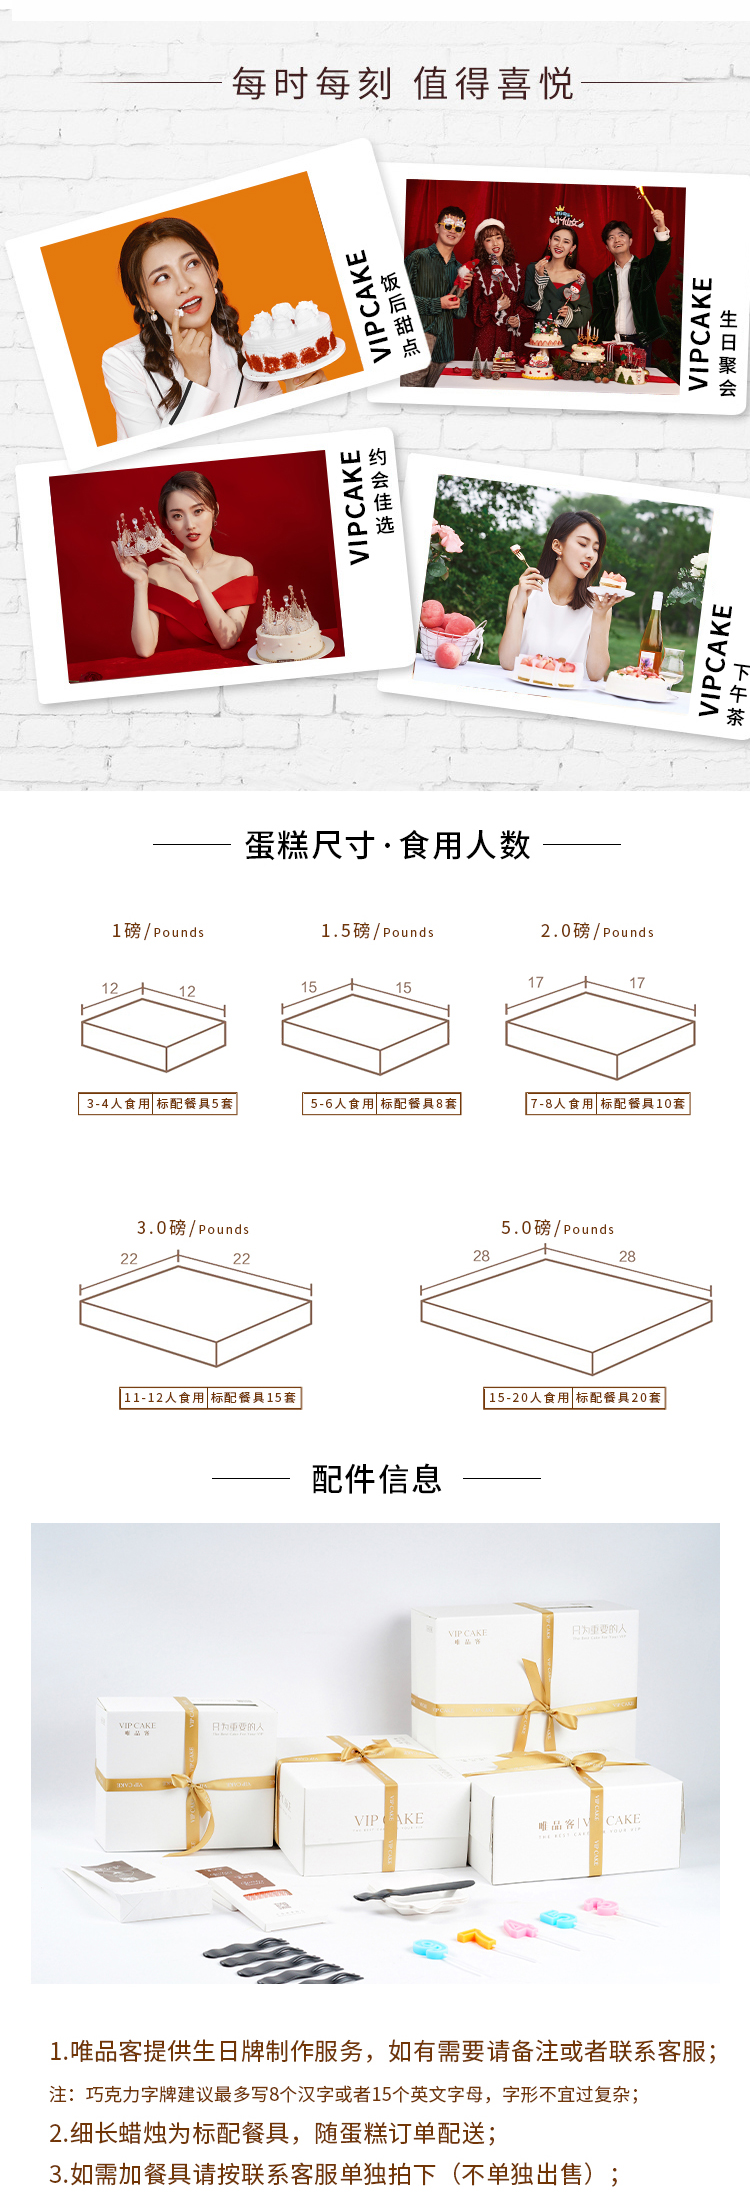 每时每刻 值得喜悦
VIPCAKE
饭后甜点
VIPCAKE
生日聚会
VIPCAKE
约会佳选
VIPCAKE
下午茶
蛋糕尺寸·食用人数
1磅/Pounds
1.5磅/Pounds
2.0磅/Pounds
12 12
15 15
17 17
3-4人食用 标配餐具5套
5-6人食用 标配餐具8套
7-8人食用 标配餐具10套
3.0磅/Pounds
5.0磅/Pounds
22 22
28 28
11-12人食用 标配餐具15套
15-20人食用 标配餐具20套
配件信息
VIP CAKE
唯品客
只为重要的人
VIP CAKE
唯品客
只为重要的人
VIP CAKE
唯品客 | VIP CAKE
1.唯品客提供生日牌制作服务，如有需要请备注或者联系客服；
注：巧克力字牌建议最多写8个汉字或者15个英文字母，字形不宜过复杂；
2.细长蜡烛为标配餐具，随蛋糕订单配送；
3.如需加餐具请按联系客服单独拍下（不单独出售）；